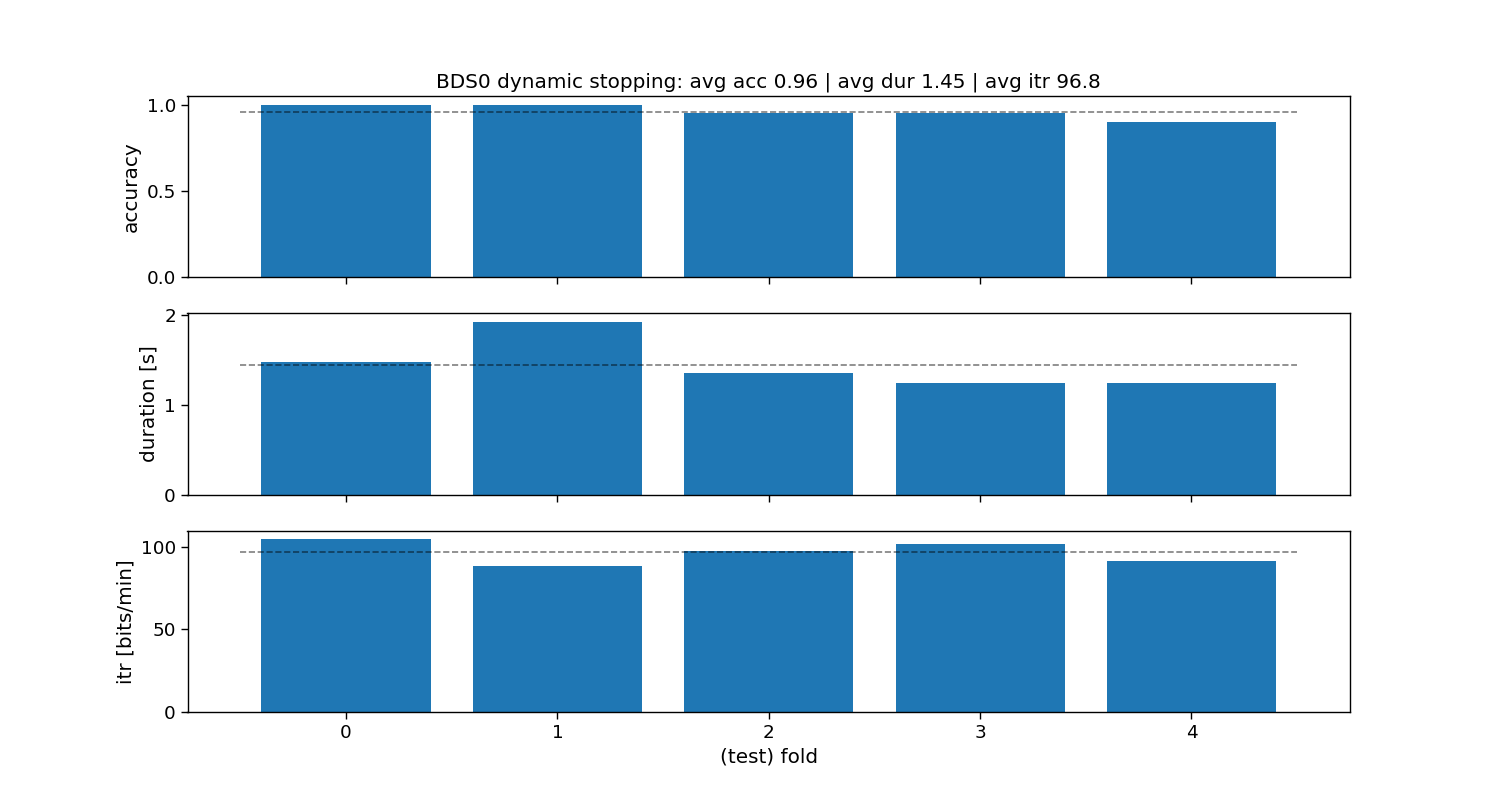 BDS0 dynamic stopping: avg acc 0.96 | avg dur 1.45 | avg itr 96.8
1.0
0.5
0.0
accuracy
2
1
0
duration [s]
100
50
0
itr [bits/min]
0 1 2 3 4
(test) fold